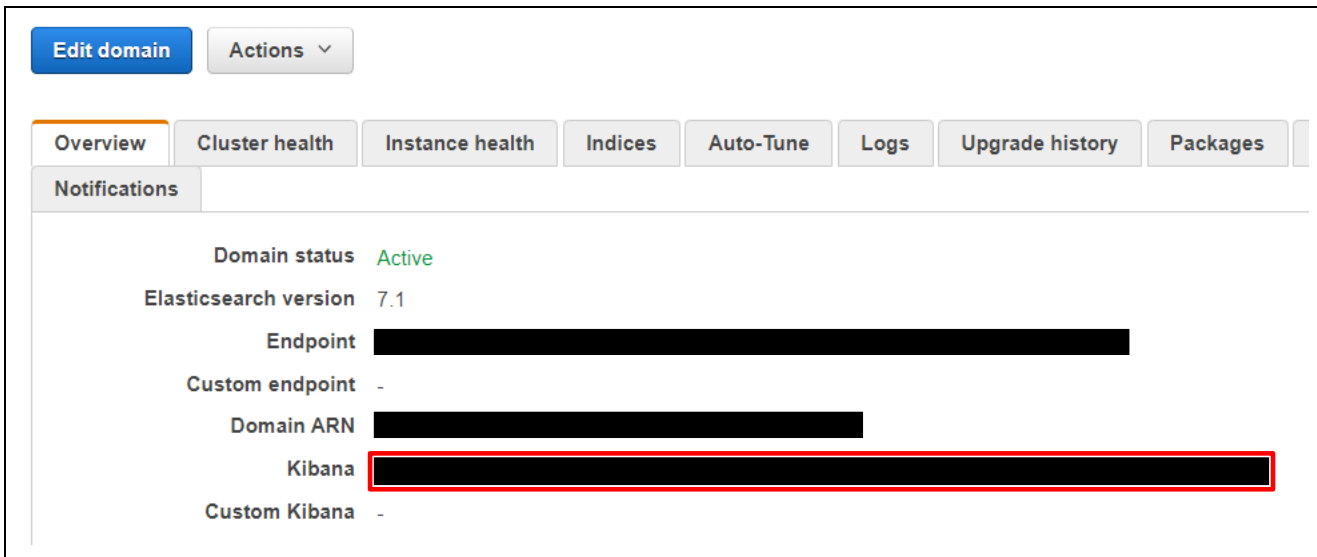 Edit domain Actions
Overview Cluster health Instance health Indices Auto-Tune Logs Upgrade history Packages
Notifications
Domain status Active
Elasticsearch version 7.1
Endpoint
Custom endpoint -
Domain ARN
Kibana
Custom Kibana -